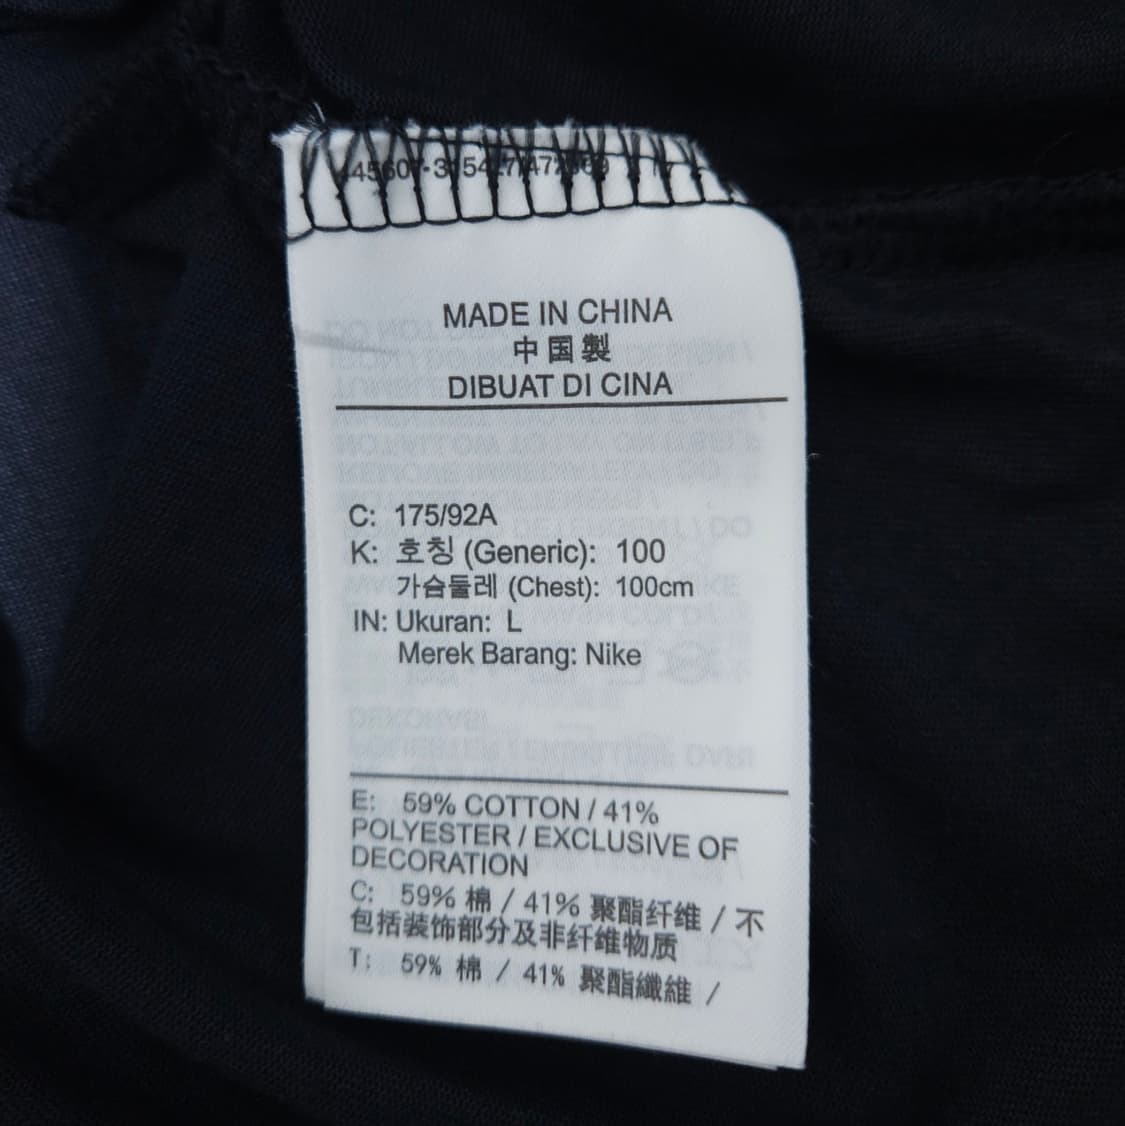 MADE IN CHINA
中国製
DIBUAT DI CINA
C: 175/92A
K: 호칭 (Generic): 100
가슴둘레 (Chest): 100cm
IN: Ukuran: L
Merek Barang: Nike
E: 59% COTTON / 41%
POLYESTER / EXCLUSIVE OF
DECORATION
C: 59% 棉 / 41% 聚酯纤维 / 不
包括装饰部分及非纤维物质
T: 59% 棉 / 41% 聚酯纖維 /